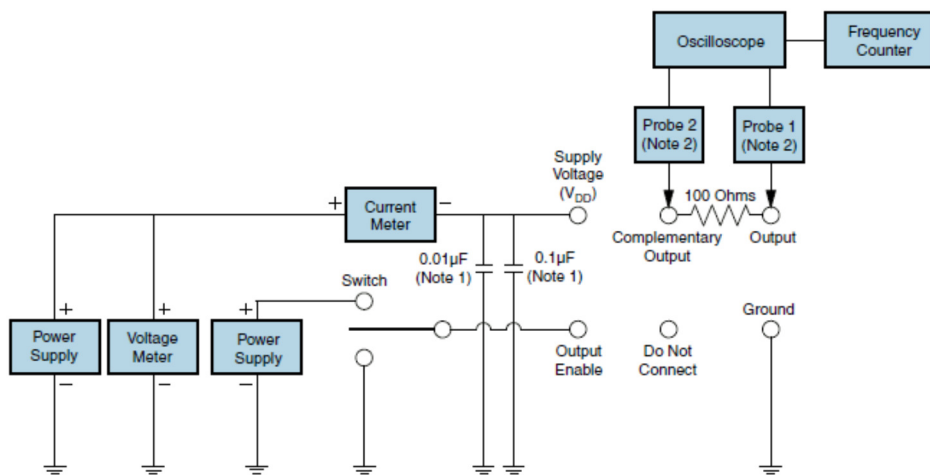 Oscilloscope
Frequency
Counter
Probe 2
(Note 2)
Probe 1
(Note 2)
Supply
Voltage
(VDD)
100 Ohms
+
Current
Meter
−
Complementary
Output
Output
0.01µF
(Note 1)
0.1µF
(Note 1)
Switch
+
+
+
Ground
Power
Supply
Voltage
Meter
Power
Supply
Output
Enable
Do Not
Connect
−
−
−